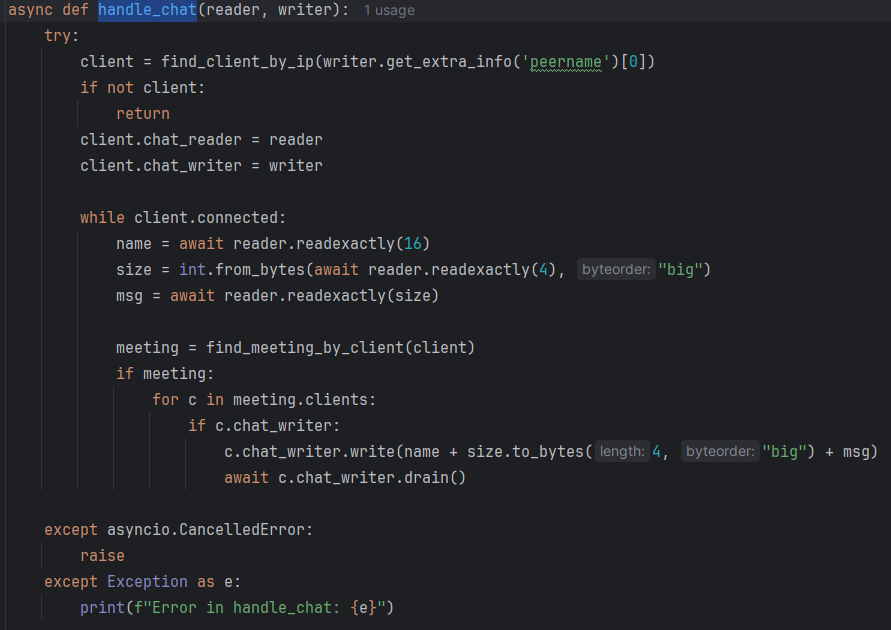 async def handle_chat(reader, writer):  1 usage
    try:
        client = find_client_by_ip(writer.get_extra_info('peername')[0])
        if not client:
            return
        client.chat_reader = reader
        client.chat_writer = writer

        while client.connected:
            name = await reader.readexactly(16)
            size = int.from_bytes(await reader.readexactly(4), byteorder: "big")
            msg = await reader.readexactly(size)

            meeting = find_meeting_by_client(client)
            if meeting:
                for c in meeting.clients:
                    if c.chat_writer:
                        c.chat_writer.write(name + size.to_bytes( length: 4, byteorder: "big") + msg)
                        await c.chat_writer.drain()

    except asyncio.CancelledError:
        raise
    except Exception as e:
        print(f"Error in handle_chat: {e}")